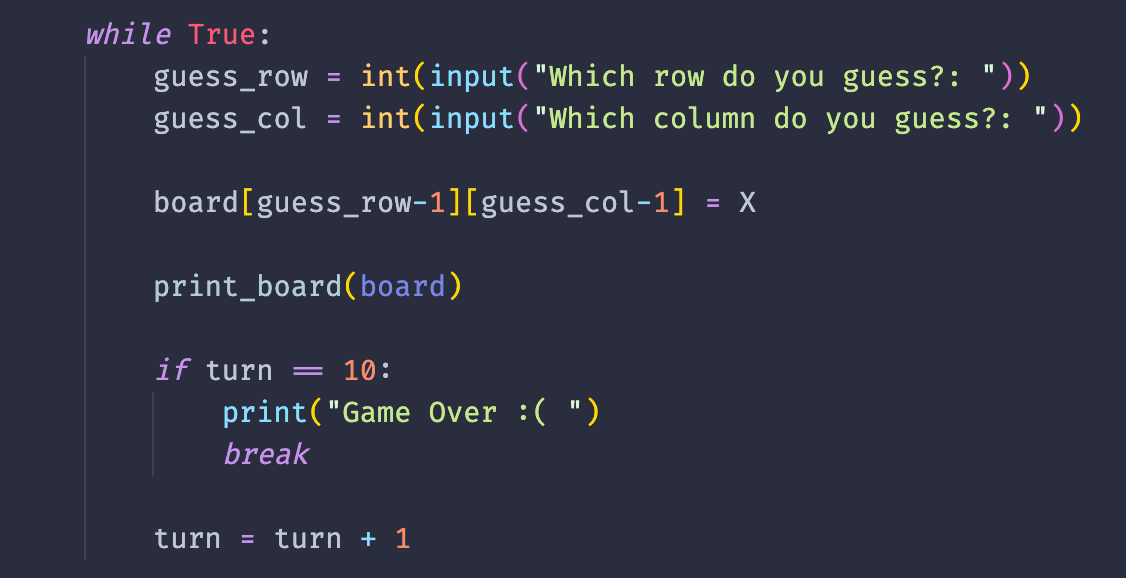 while True:
    guess_row = int(input("Which row do you guess?: "))
    guess_col = int(input("Which column do you guess?: "))

    board[guess_row-1][guess_col-1] = X

    print_board(board)

    if turn == 10:
        print("Game Over :( ")
        break

    turn = turn + 1